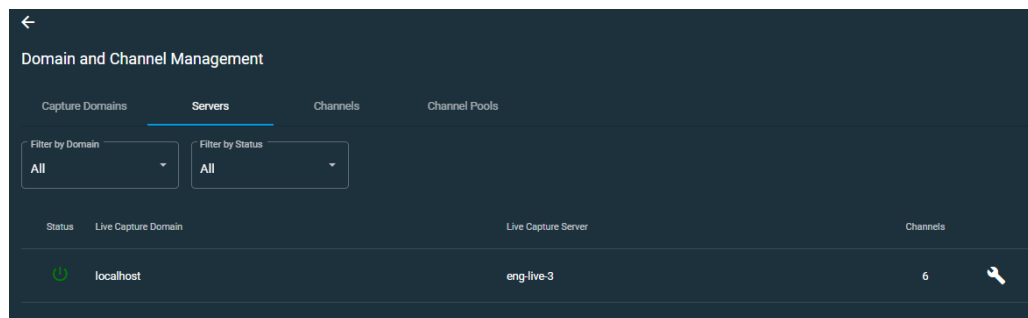 Domain and Channel Management
Capture Domains Servers Channels Channel Pools
Filter by Domain Filter by Status
All All
Status Live Capture Domain Live Capture Server Channels
localhost eng-live-3 6